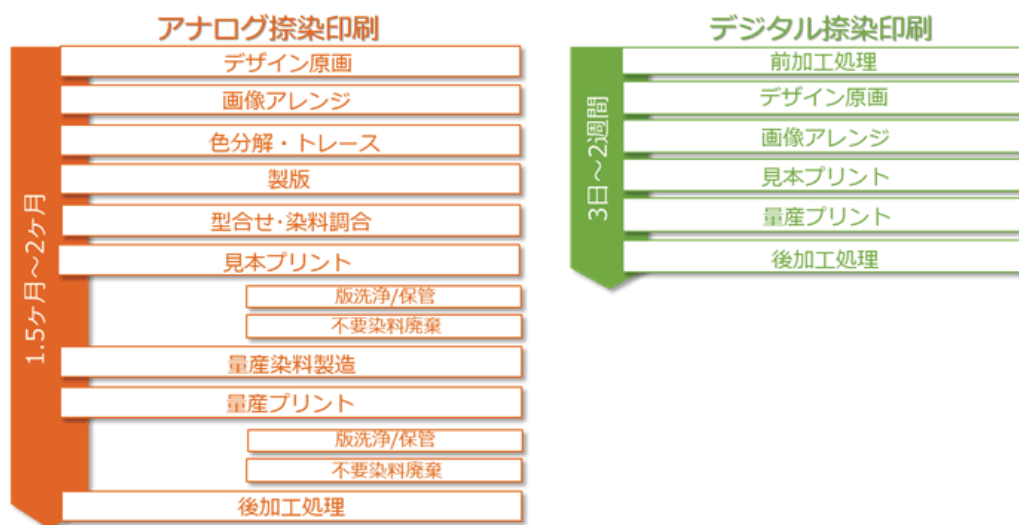 アナログ捺染印刷
1.5ケ月～2ケ月
デザイン原画
画像アレンジ
色分解・トレース
製版
型合せ･染料調合
見本プリント
版洗浄/保管
不要染料廃棄
量産染料製造
量産プリント
版洗浄/保管
不要染料廃棄
後加工処理
デジタル捺染印刷
3日～2週間
前加工処理
デザイン原画
画像アレンジ
見本プリント
量産プリント
後加工処理